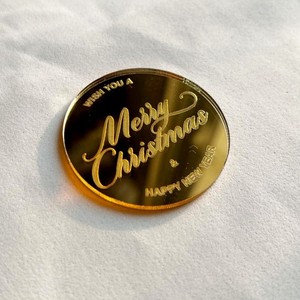 WISH YOU A
Merry
Christmas
&
HAPPY NEW YEAR